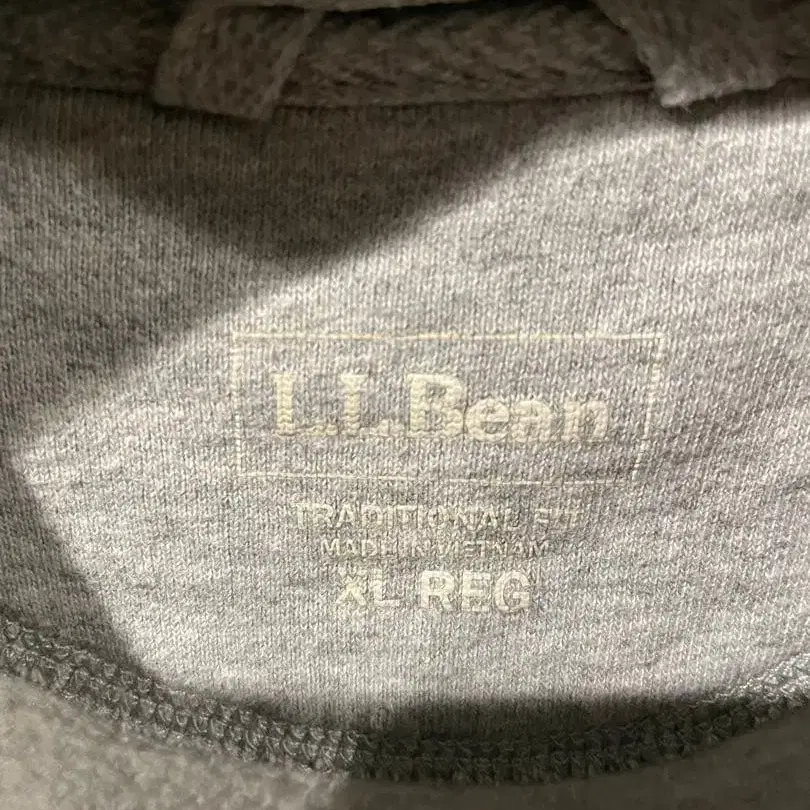 L.L.Bean
TRADITIONAL FIT
MADE IN VIETNAM
XL REG